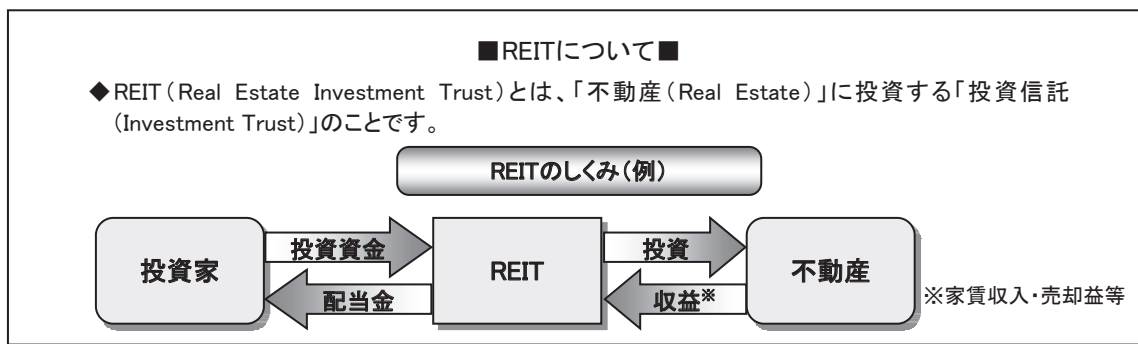 ■REITについて■
◆REIT(Real Estate Investment Trust)とは、「不動産(Real Estate)」に投資する「投資信託
(Investment Trust)」のことです。
REITのしくみ(例)
投資家
投資資金
配当金
REIT
投資
収益※
不動産
※家賃収入・売却益等